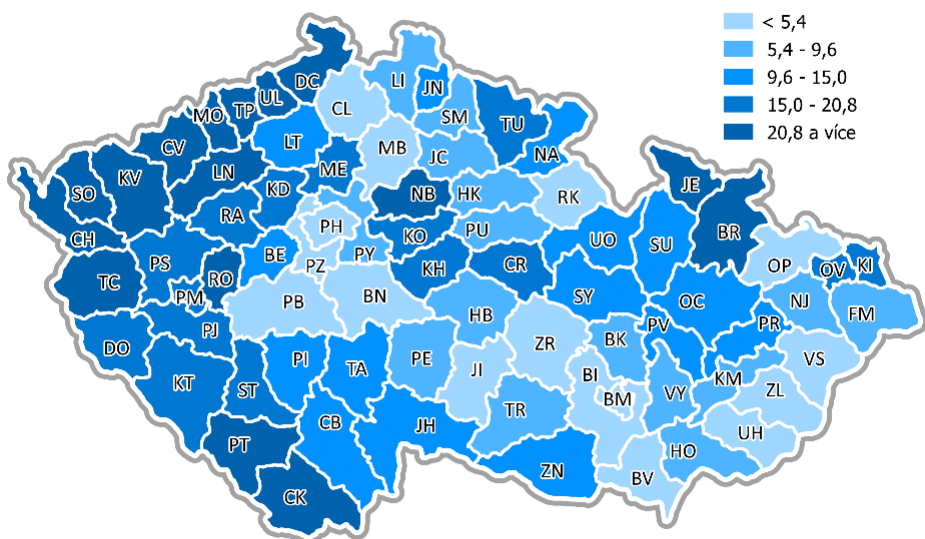 < 5,4
5,4 - 9,6
9,6 - 15,0
15,0 - 20,8
20,8 a více
DC
LI
JN
CL
SM
UL
TP
MO
TU
LT
CV
MB
JC
NA
ME
LN
KV
SO
KD
NB
HK
RK
JE
RA
PH
KO
PU
BR
CH
UO
SU
PS
BE
PZ
PY
OP
OV
KI
TC
RO
KH
CR
PM
PB
BN
SY
OC
NJ
HB
FM
PJ
PV
PR
DO
BK
PI
TA
PE
ZR
VS
KT
ST
JI
BI
KM
BM
VY
ZL
TR
CB
JH
UH
PT
HO
ZN
BV
CK